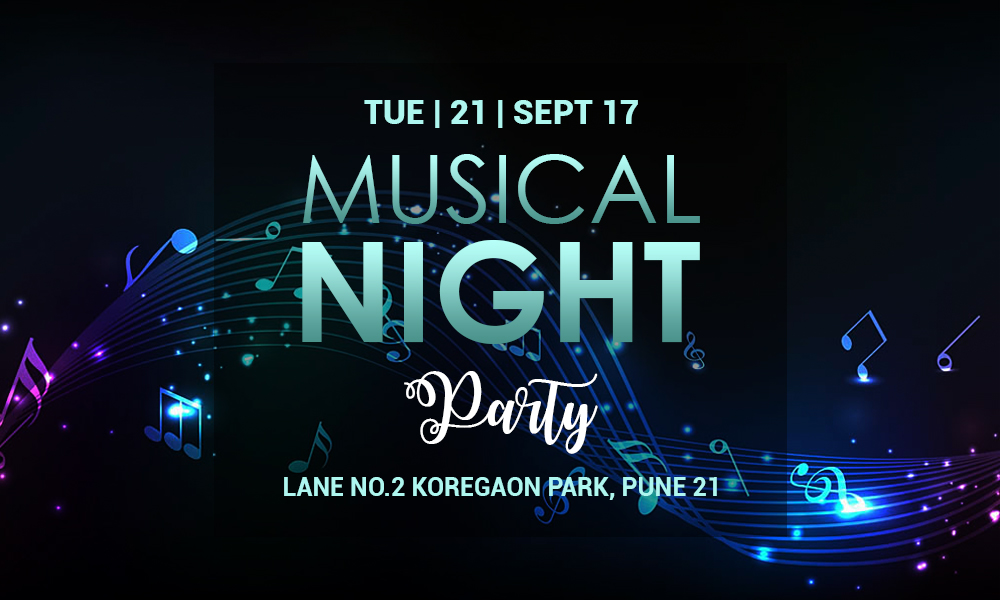 TUE | 21 | SEPT 17
MUSICAL
NIGHT
Party
LANE NO.2 KOREGAON PARK, PUNE 21